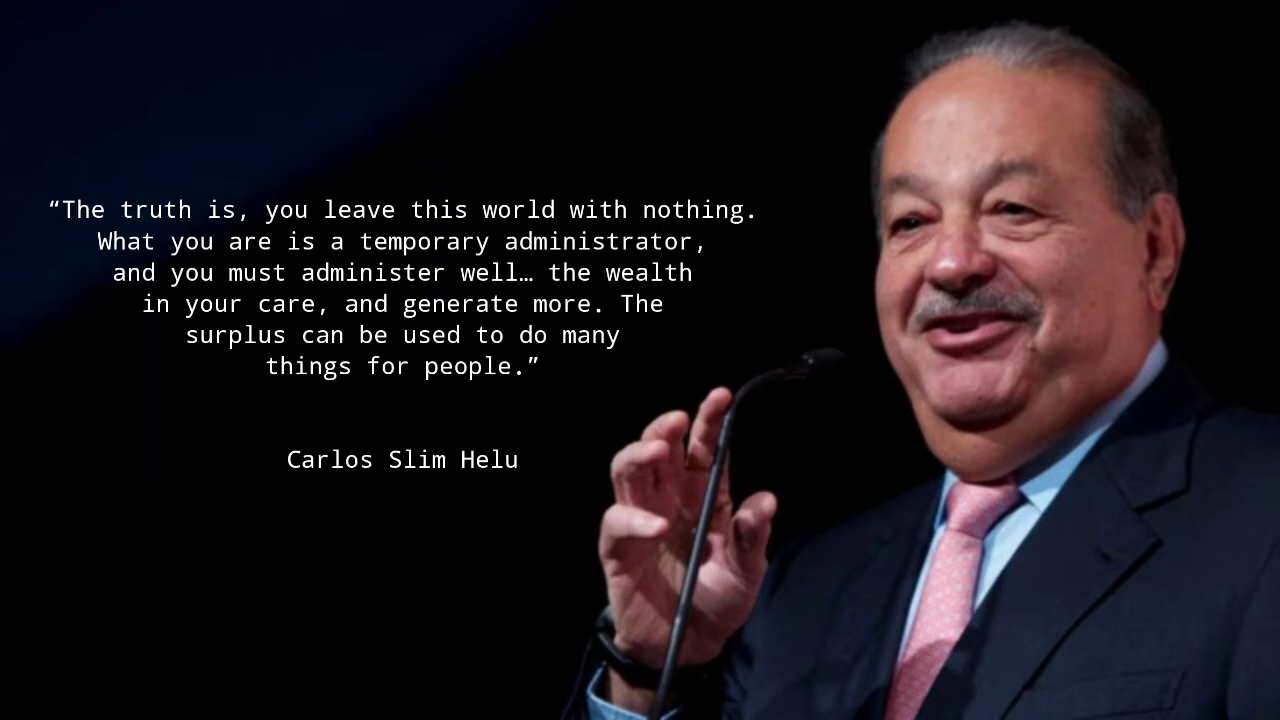 “The truth is, you leave this world with nothing.
What you are is a temporary administrator,
and you must administer well… the wealth
in your care, and generate more. The
surplus can be used to do many
things for people.”
Carlos Slim Helu